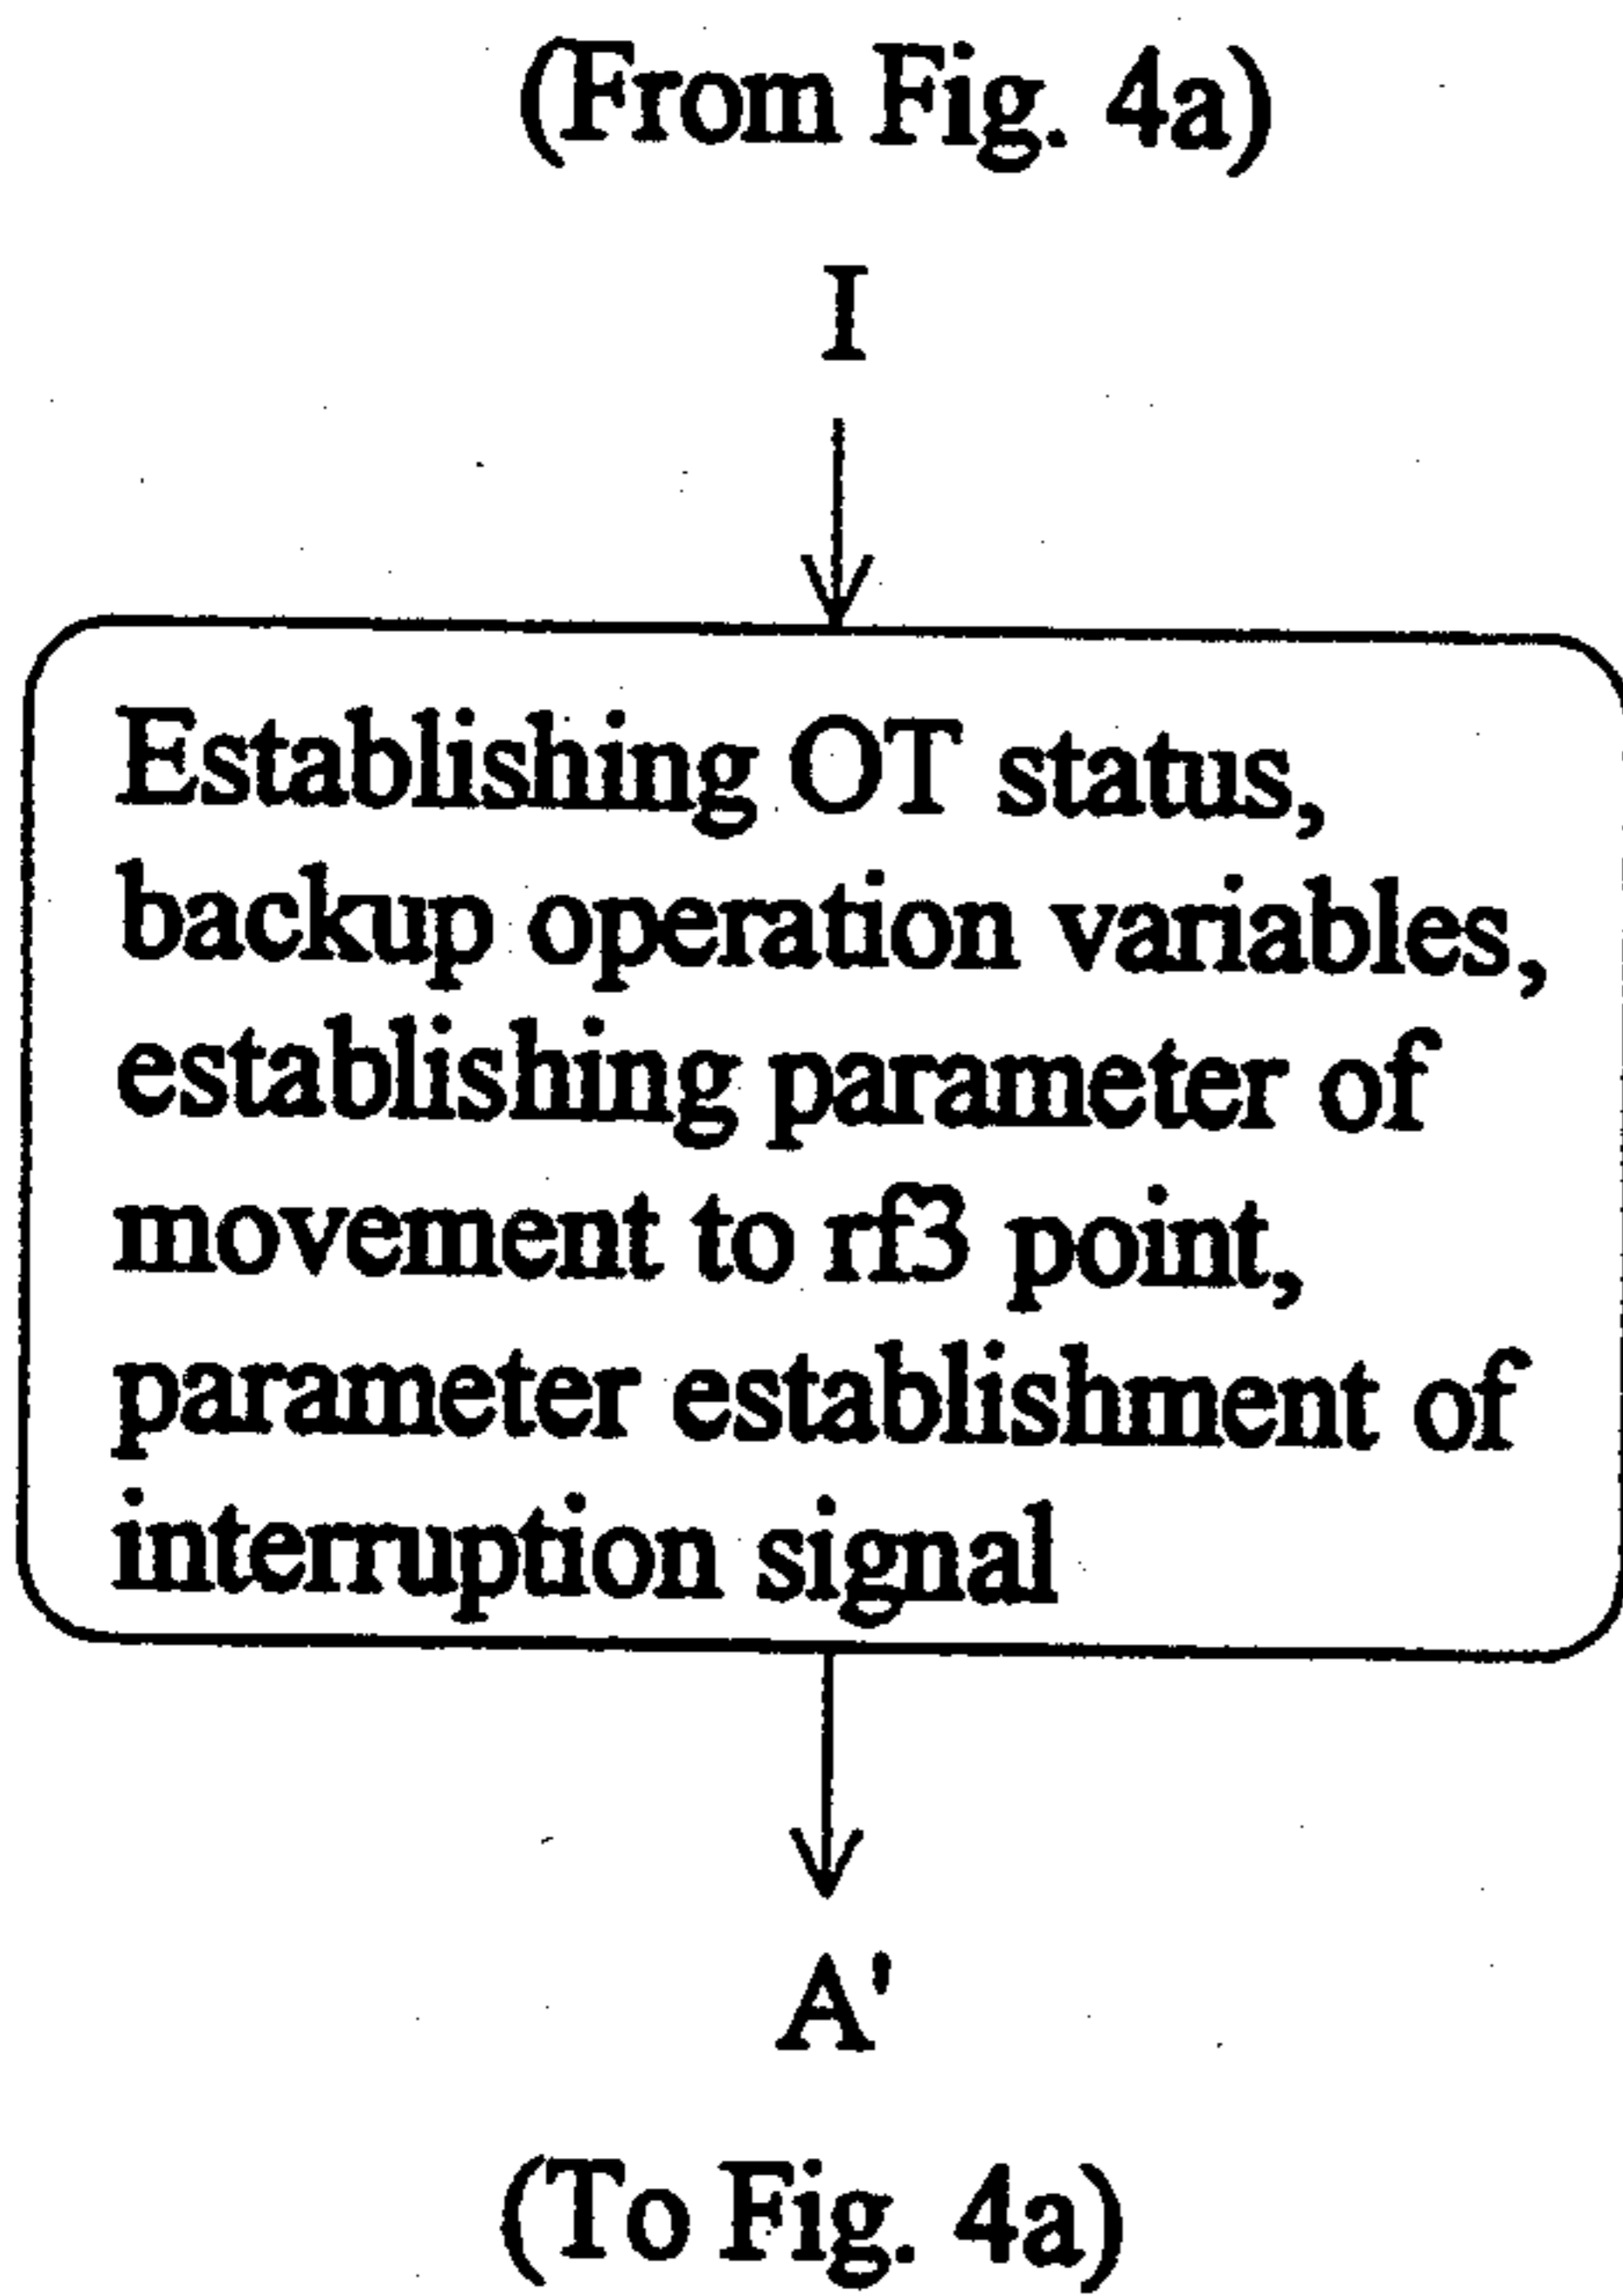 (From Fig. 4a)
I
Establishing OT status,
backup operation variables,
establishing parameter of
movement to rf3 point,
parameter establishment of
interruption signal
A'
(To Fig. 4a)